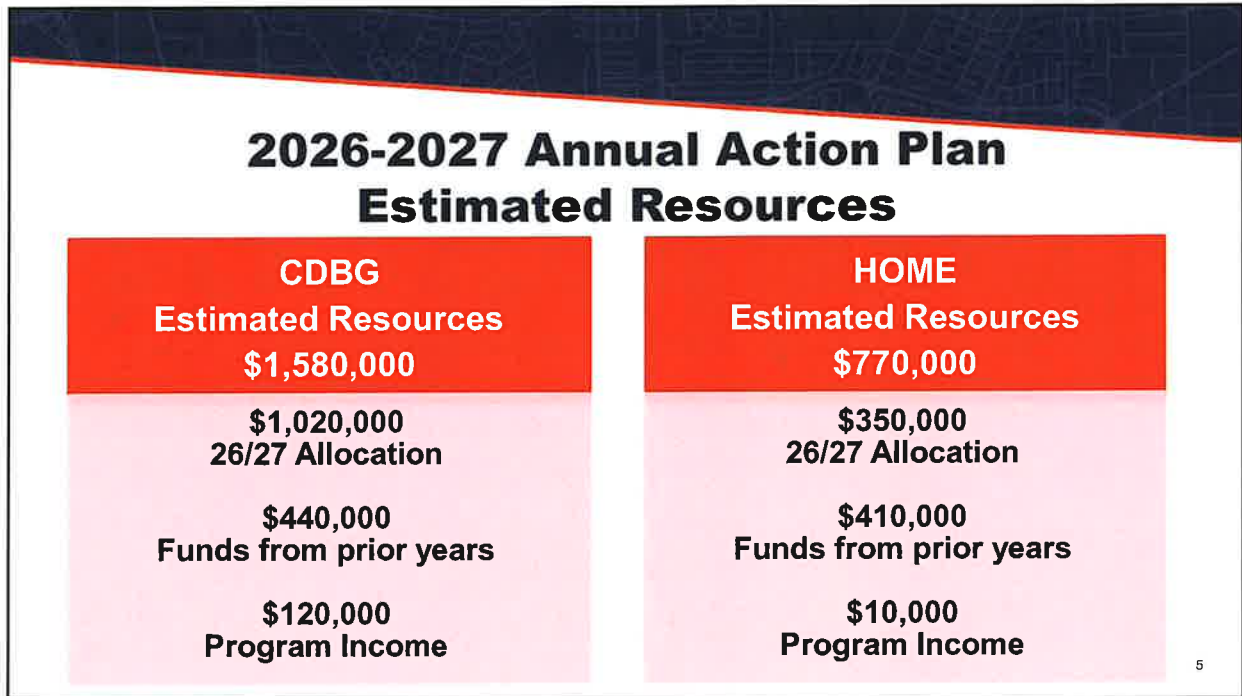 2026-2027 Annual Action Plan
Estimated Resources
CDBG
Estimated Resources
$1,580,000
$1,020,000
26/27 Allocation
$440,000
Funds from prior years
$120,000
Program Income
HOME
Estimated Resources
$770,000
$350,000
26/27 Allocation
$410,000
Funds from prior years
$10,000
Program Income
5